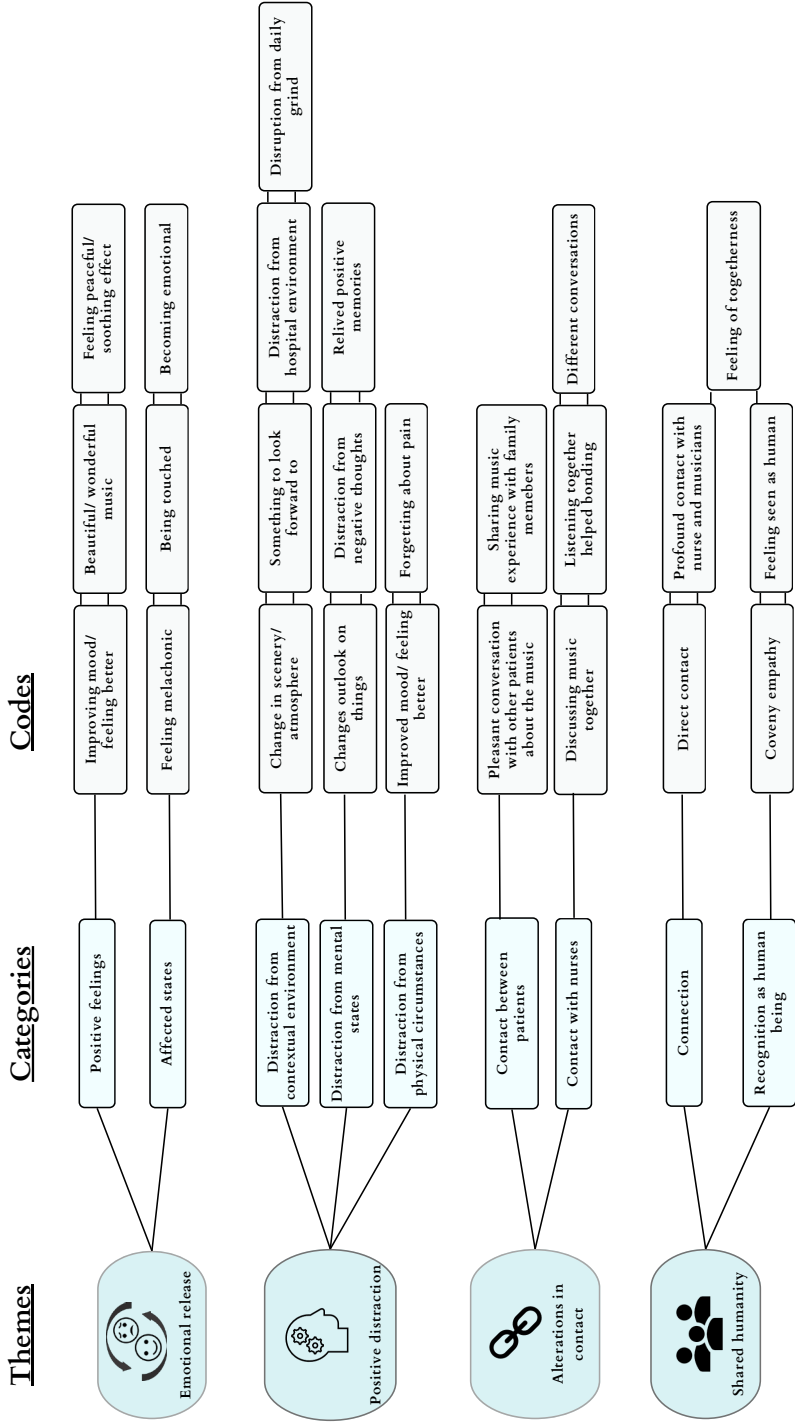 Themes
Categories
Codes
Emotional release
Positive feelings
Improving mood/
feeling better
Beautiful/ wonderful
music
Feeling peaceful/
soothing effect
Affected states
Feeling melachonic
Being touched
Becoming emotional
Positive distraction
Distraction from
contextual environment
Change in scenery/
atmosphere
Something to look
forward to
Distraction from
hospital environment
Disruption from daily
grind
Distraction from mental
states
Changes outlook on
things
Distraction from
negative thoughts
Relived positive
memories
Distraction from
physical circumstances
Improved mood/ feeling
better
Forgetting about pain
Alterations in
contact
Contact between
patients
Pleasant conversation
with other patients
about the music
Sharing music
experience with family
memebers
Contact with nurses
Discussing music
together
Listening together
helped bonding
Different conversations
Shared humanity
Connection
Direct contact
Profound contact with
nurse and musicians
Recognition as human
being
Coveny empathy
Feeling seen as human
Feeling of togetherness